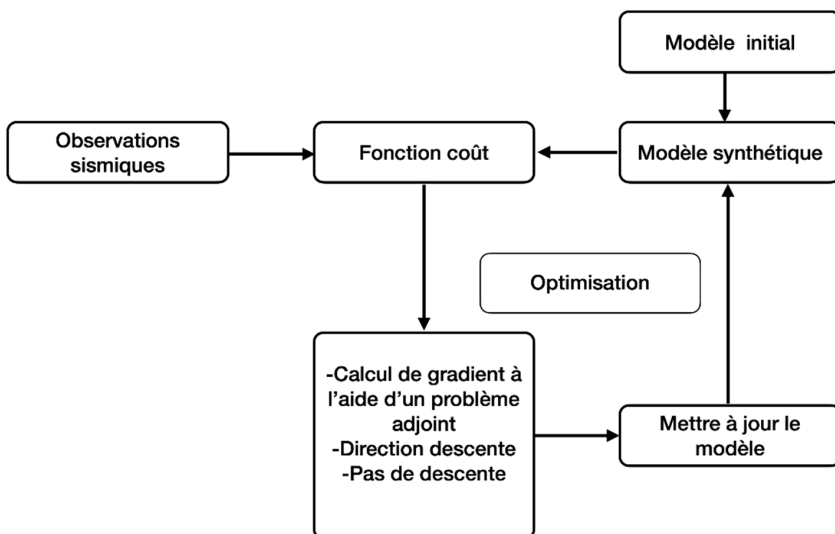 Modèle initial
Observations
sismiques
Fonction coût
Modèle synthétique
Optimisation
-Calcul de gradient à
l'aide d'un problème
adjoint
-Direction descente
-Pas de descente
Mettre à jour le
modèle